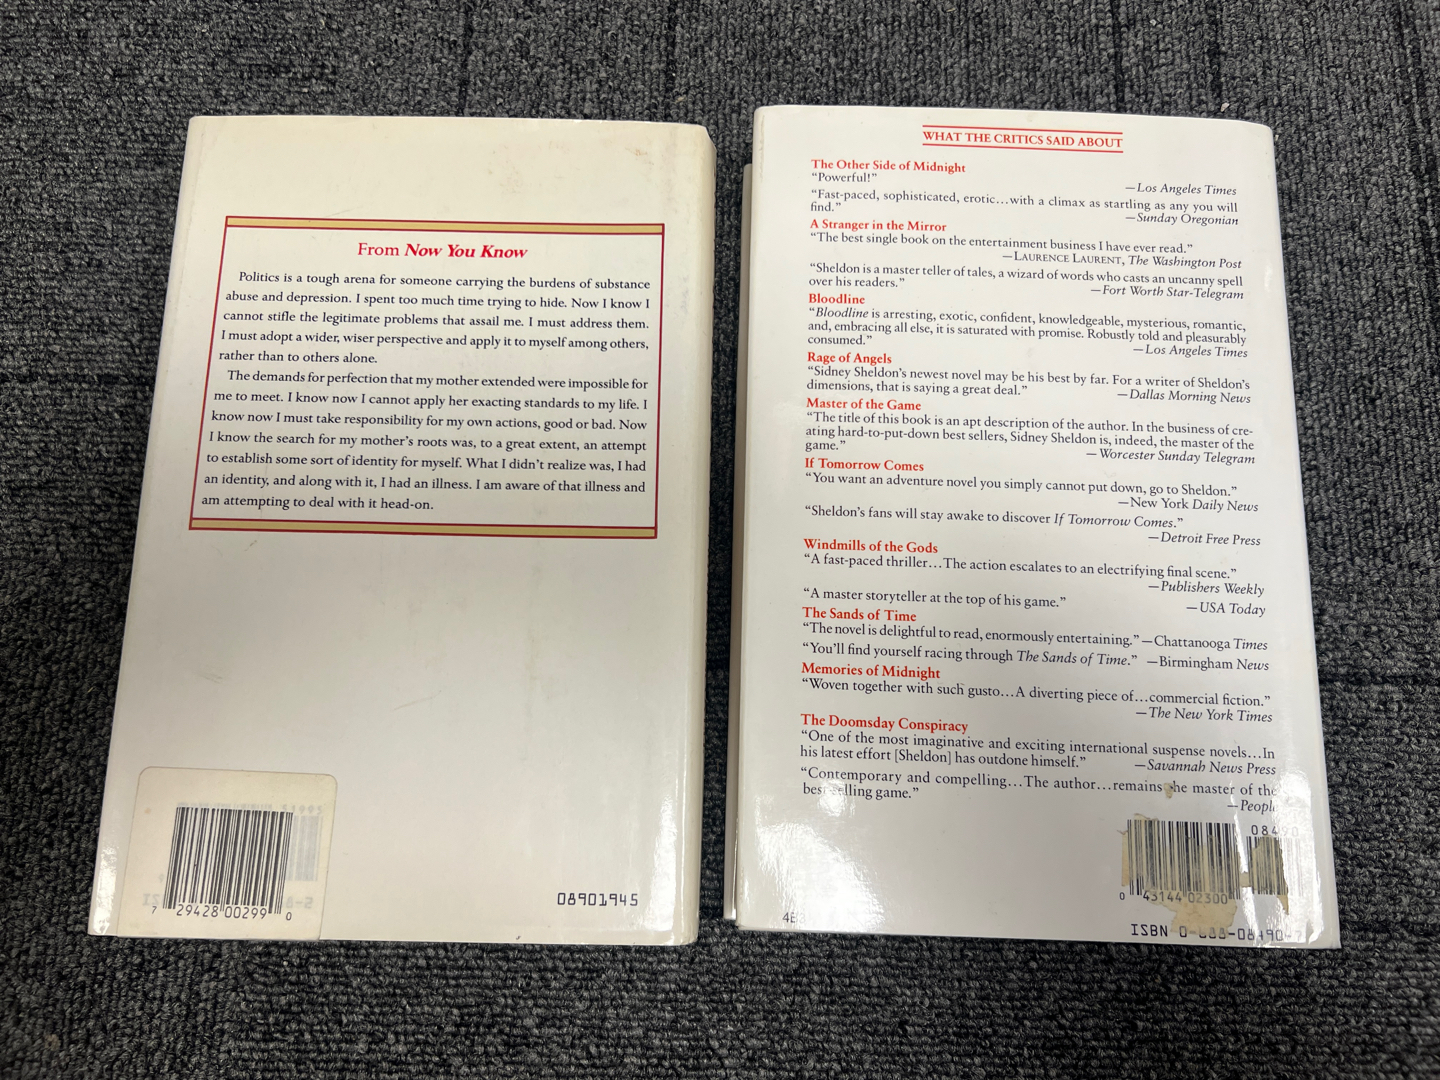 From Now You Know
Politics is a tough arena for someone carrying the burdens of substance
abuse and depression. I spent too much time trying to hide. Now I know I
cannot stifle the legitimate problems that assail me. I must address them.
I must adopt a wider, wiser perspective and apply it to myself among others,
rather than to others alone.
The demands for perfection that my mother extended were impossible for
me to meet. I know now I cannot apply her exacting standards to my life. I
know now I must take responsibility for my own actions, good or bad. Now
I know the search for my mother's roots was, to a great extent, an attempt
to establish some sort of identity for myself. What I didn't realize was, I had
an identity, and along with it, I had an illness. I am aware of that illness and
am attempting to deal with it head-on.
7 29428 00299 0
08901945
WHAT THE CRITICS SAID ABOUT
The Other Side of Midnight
“Powerful!”
—Los Angeles Times
“Fast-paced, sophisticated, erotic...with a climax as startling as any you will
find.”
—Sunday Oregonian
A Stranger in the Mirror
“The best single book on the entertainment business I have ever read.”
—LAURENCE LAURENT, The Washington Post
“Sheldon is a master teller of tales, a wizard of words who casts an uncanny spell
over his readers.”
—Fort Worth Star-Telegram
Bloodline
“Bloodline is arresting, exotic, confident, knowledgeable, mysterious, romantic,
and, embracing all else, it is saturated with promise. Robustly told and pleasurably
consumed.”
—Los Angeles Times
Rage of Angels
“Sidney Sheldon's newest novel may be his best by far. For a writer of Sheldon's
dimensions, that is saying a great deal.”
—Dallas Morning News
Master of the Game
“The title of this book is an apt description of the author. In the business of cre-
ating hard-to-put-down best sellers, Sidney Sheldon is, indeed, the master of the
game.”
—Worcester Sunday Telegram
If Tomorrow Comes
“You want an adventure novel you simply cannot put down, go to Sheldon.”
—New York Daily News
“Sheldon's fans will stay awake to discover If Tomorrow Comes.”
—Detroit Free Press
Windmills of the Gods
“A fast-paced thriller...The action escalates to an electrifying final scene.”
—Publishers Weekly
“A master storyteller at the top of his game.”
—USA Today
The Sands of Time
“The novel is delightful to read, enormously entertaining.” —Chattanooga Times
“You'll find yourself racing through The Sands of Time.” —Birmingham News
Memories of Midnight
“Woven together with such gusto...A diverting piece of...commercial fiction.”
—The New York Times
The Doomsday Conspiracy
“One of the most imaginative and exciting international suspense novels...In
his latest effort [Sheldon] has outdone himself.”
—Savannah News Press
“Contemporary and compelling...The author...remains the master of the
best-selling game.”
—People
0 43144 02300
ISBN